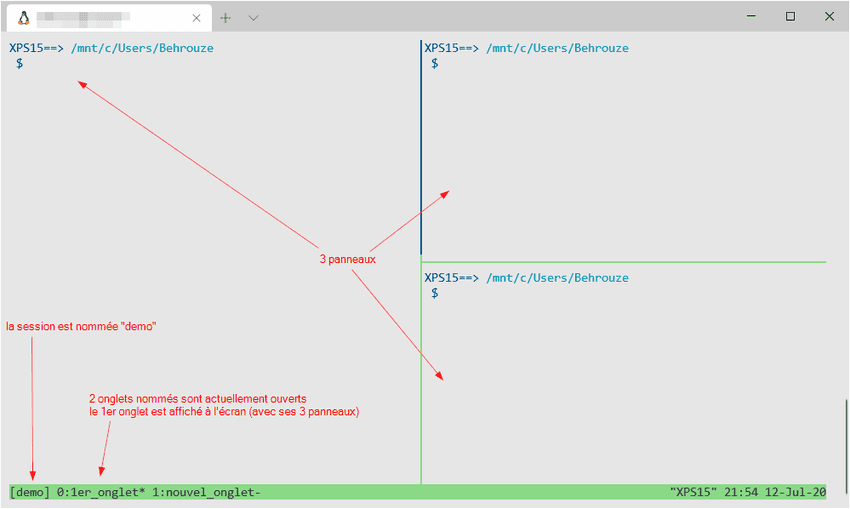 XPS15==> /mnt/c/Users/Behrouze
$
XPS15==> /mnt/c/Users/Behrouze
$
3 panneaux
XPS15==> /mnt/c/Users/Behrouze
$
la session est nommée "demo"
2 onglets nommés sont actuellement ouverts
le 1er onglet est affiché à l'écran (avec ses 3 panneaux)
[demo] 0:1er_onglet* 1:nouvel_onglet- "XPS15" 21:54 12-Jul-20